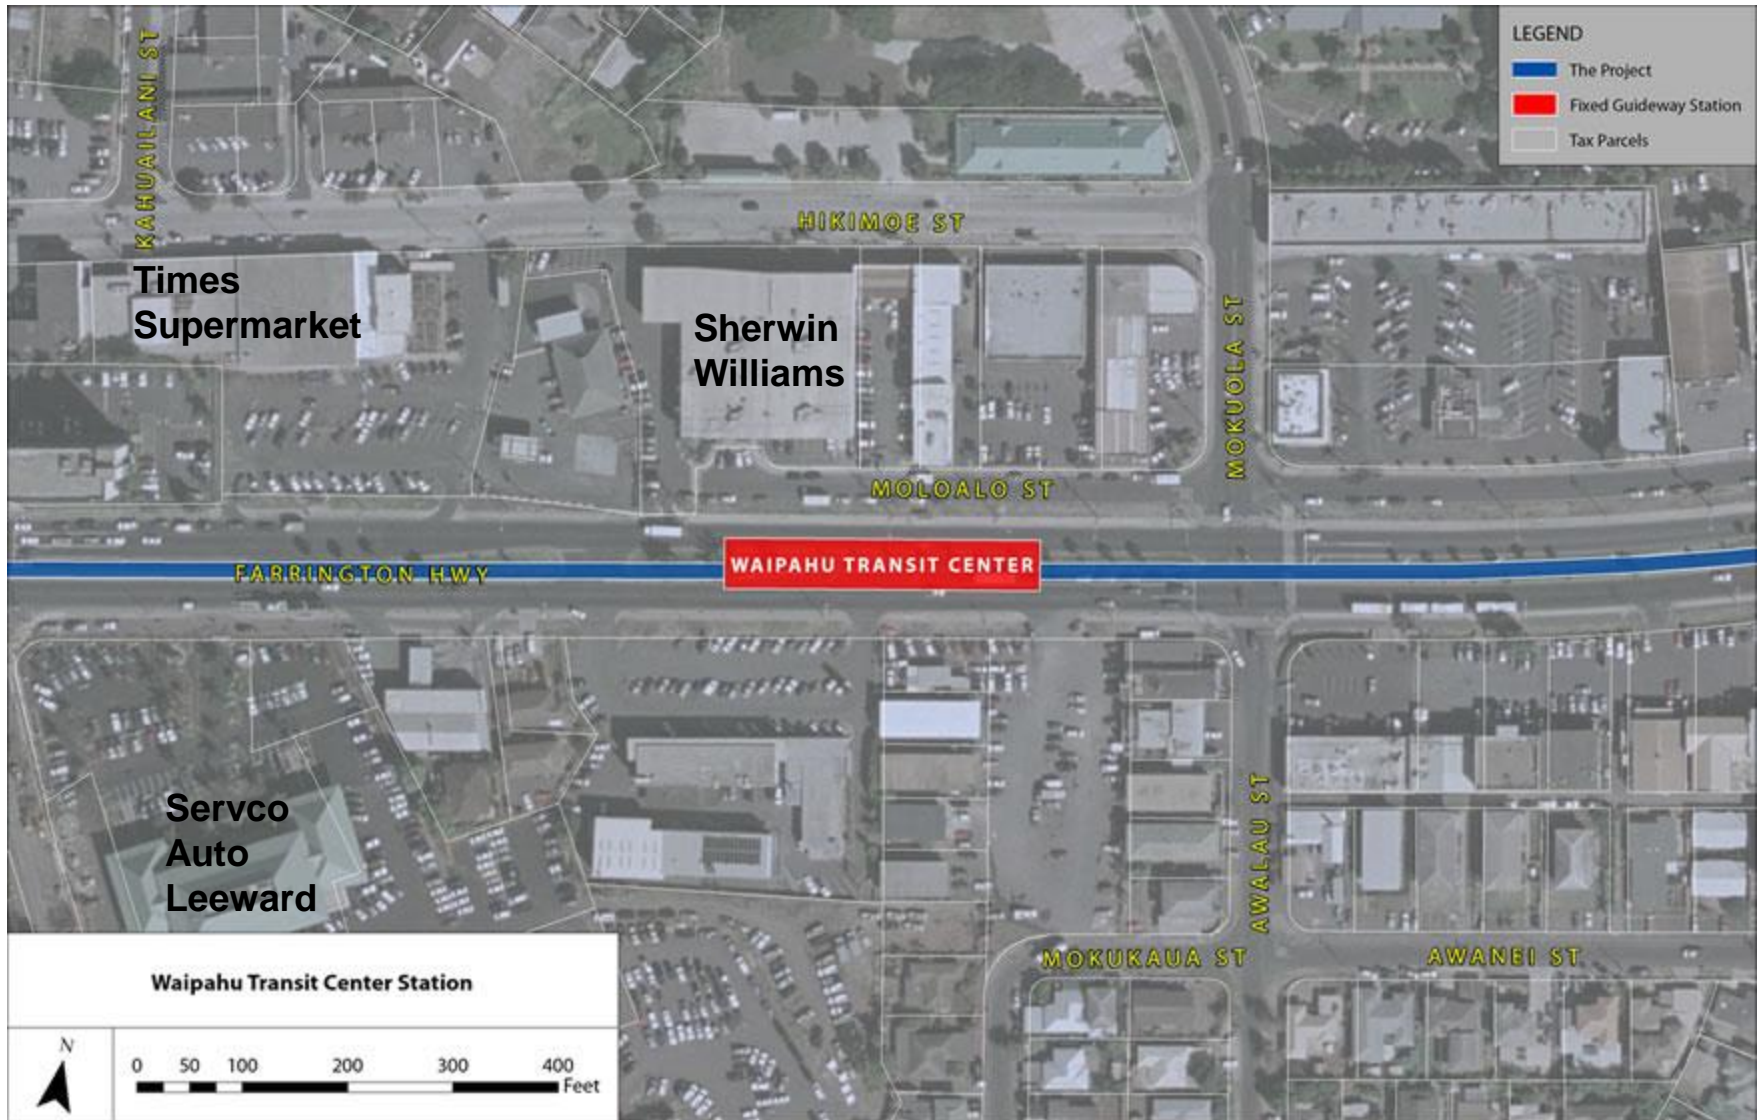 LEGEND
The Project
Fixed Guideway Station
Tax Parcels
KAHUAILANI ST
HIKIMOE ST
Times
Supermarket
Sherwin
Williams
MOKUOLA ST
MOLOALO ST
WAIPAHU TRANSIT CENTER
FARRINGTON HWY
Servco
Auto
Leeward
AWALAU ST
MOKUKAUA ST
AWANEI ST
Waipahu Transit Center Station
N
0 50 100 200 300 400
Feet